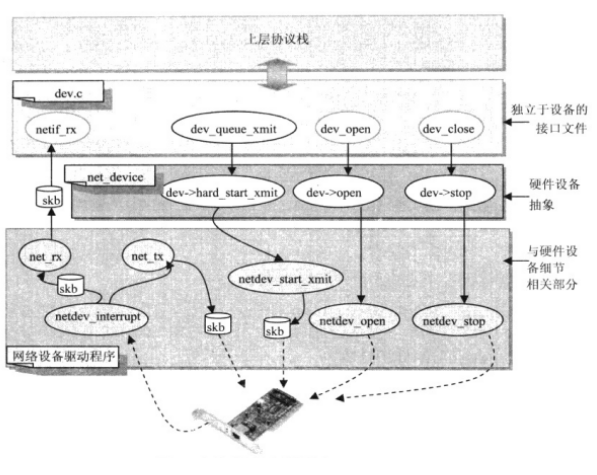 上层协议栈
dev.c
netif_rx
dev_queue_xmit
dev_open
dev_close
独立于设备的
接口文件
net_device
skb
dev->hard_start_xmit
dev->open
dev->stop
硬件设备
抽象
net_rx
net_tx
skb
netdev_start_xmit
与硬件设
备细节
相关部分
netdev_interrupt
skb
skb
netdev_open
netdev_stop
网络设备驱动程序